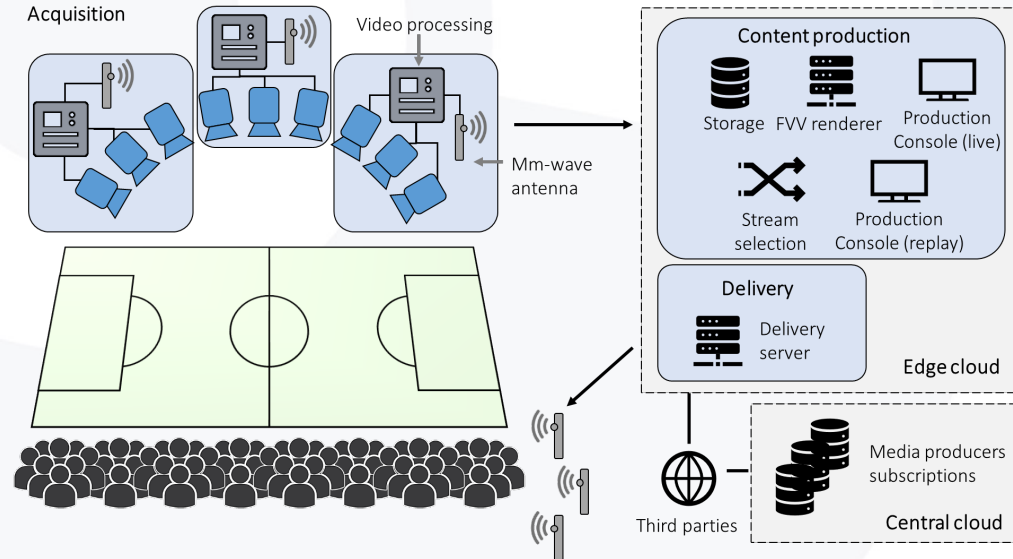 Acquisition
Video processing
Mm-wave
antenna
Content production
Storage
FVV renderer
Production
Console (live)
Stream
selection
Production
Console (replay)
Delivery
Delivery
server
Edge cloud
Third parties
Media producers
subscriptions
Central cloud